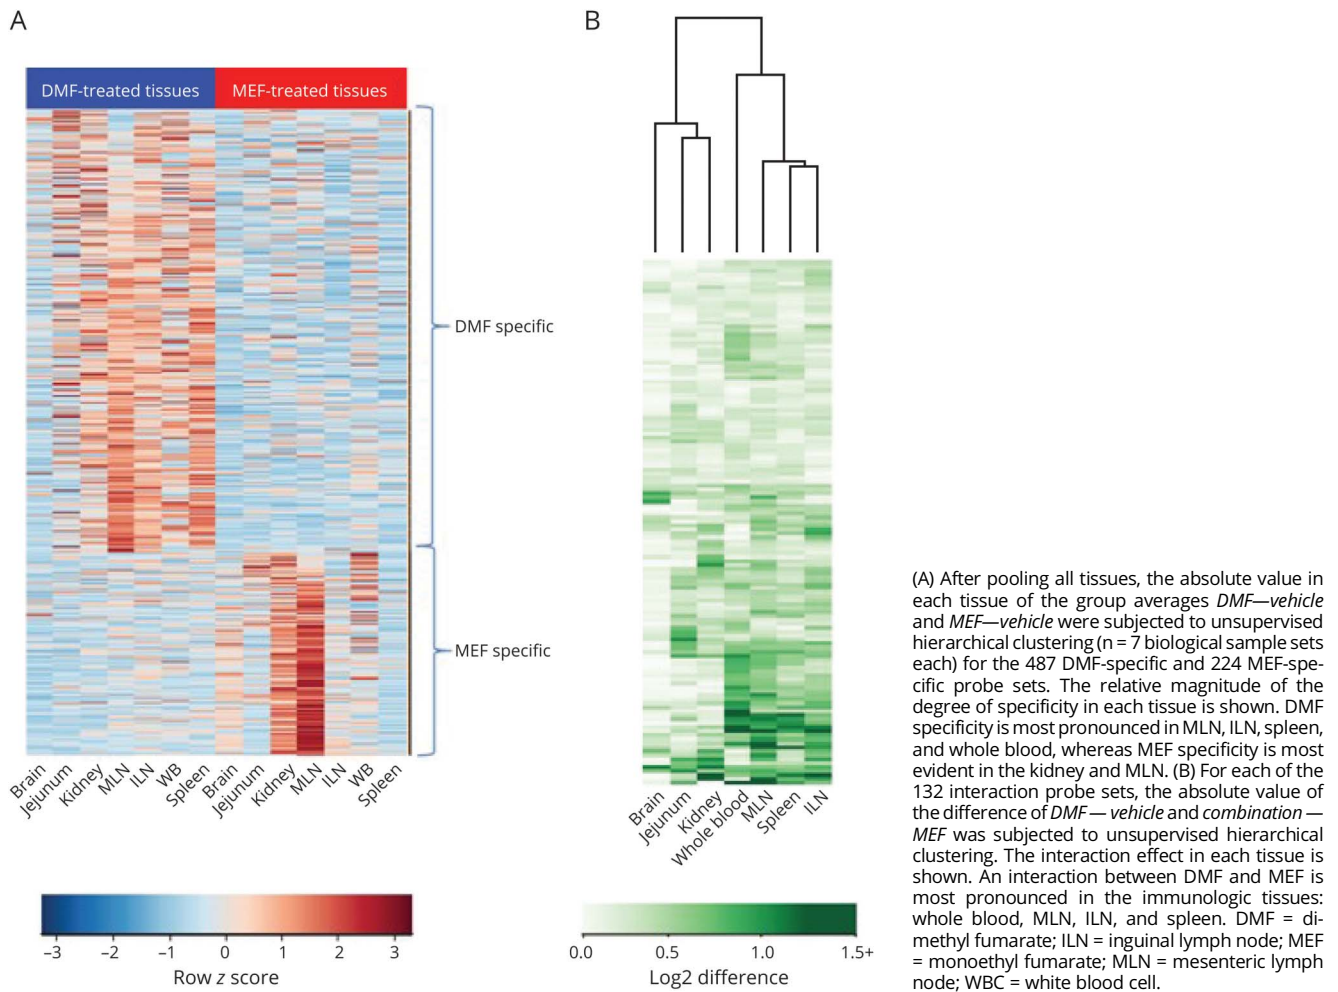 A
B
DMF-treated tissues
MEF-treated tissues
DMF specific
MEF specific
Brain
Jejunum
Kidney
MLN
ILN
WB
Spleen
Brain
Jejunum
Kidney
MLN
ILN
WB
Spleen
–3 –2 –1 0 1 2 3
Row z score
Brain
Jejunum
Kidney
Whole blood
MLN
Spleen
ILN
0.0 0.5 1.0 1.5+
Log2 difference
(A) After pooling all tissues, the absolute value in
each tissue of the group averages DMF—vehicle
and MEF—vehicle were subjected to unsupervised
hierarchical clustering (n = 7 biological sample sets
each) for the 487 DMF-specific and 224 MEF-spe-
cific probe sets. The relative magnitude of the
degree of specificity in each tissue is shown. DMF
specificity is most pronounced in MLN, ILN, spleen,
and whole blood, whereas MEF specificity is most
evident in the kidney and MLN. (B) For each of the
132 interaction probe sets, the absolute value of
the difference of DMF — vehicle and combination —
MEF was subjected to unsupervised hierarchical
clustering. The interaction effect in each tissue is
shown. An interaction between DMF and MEF is
most pronounced in the immunologic tissues:
whole blood, MLN, ILN, and spleen. DMF = di-
methyl fumarate; ILN = inguinal lymph node; MEF
= monoethyl fumarate; MLN = mesenteric lymph
node; WBC = white blood cell.